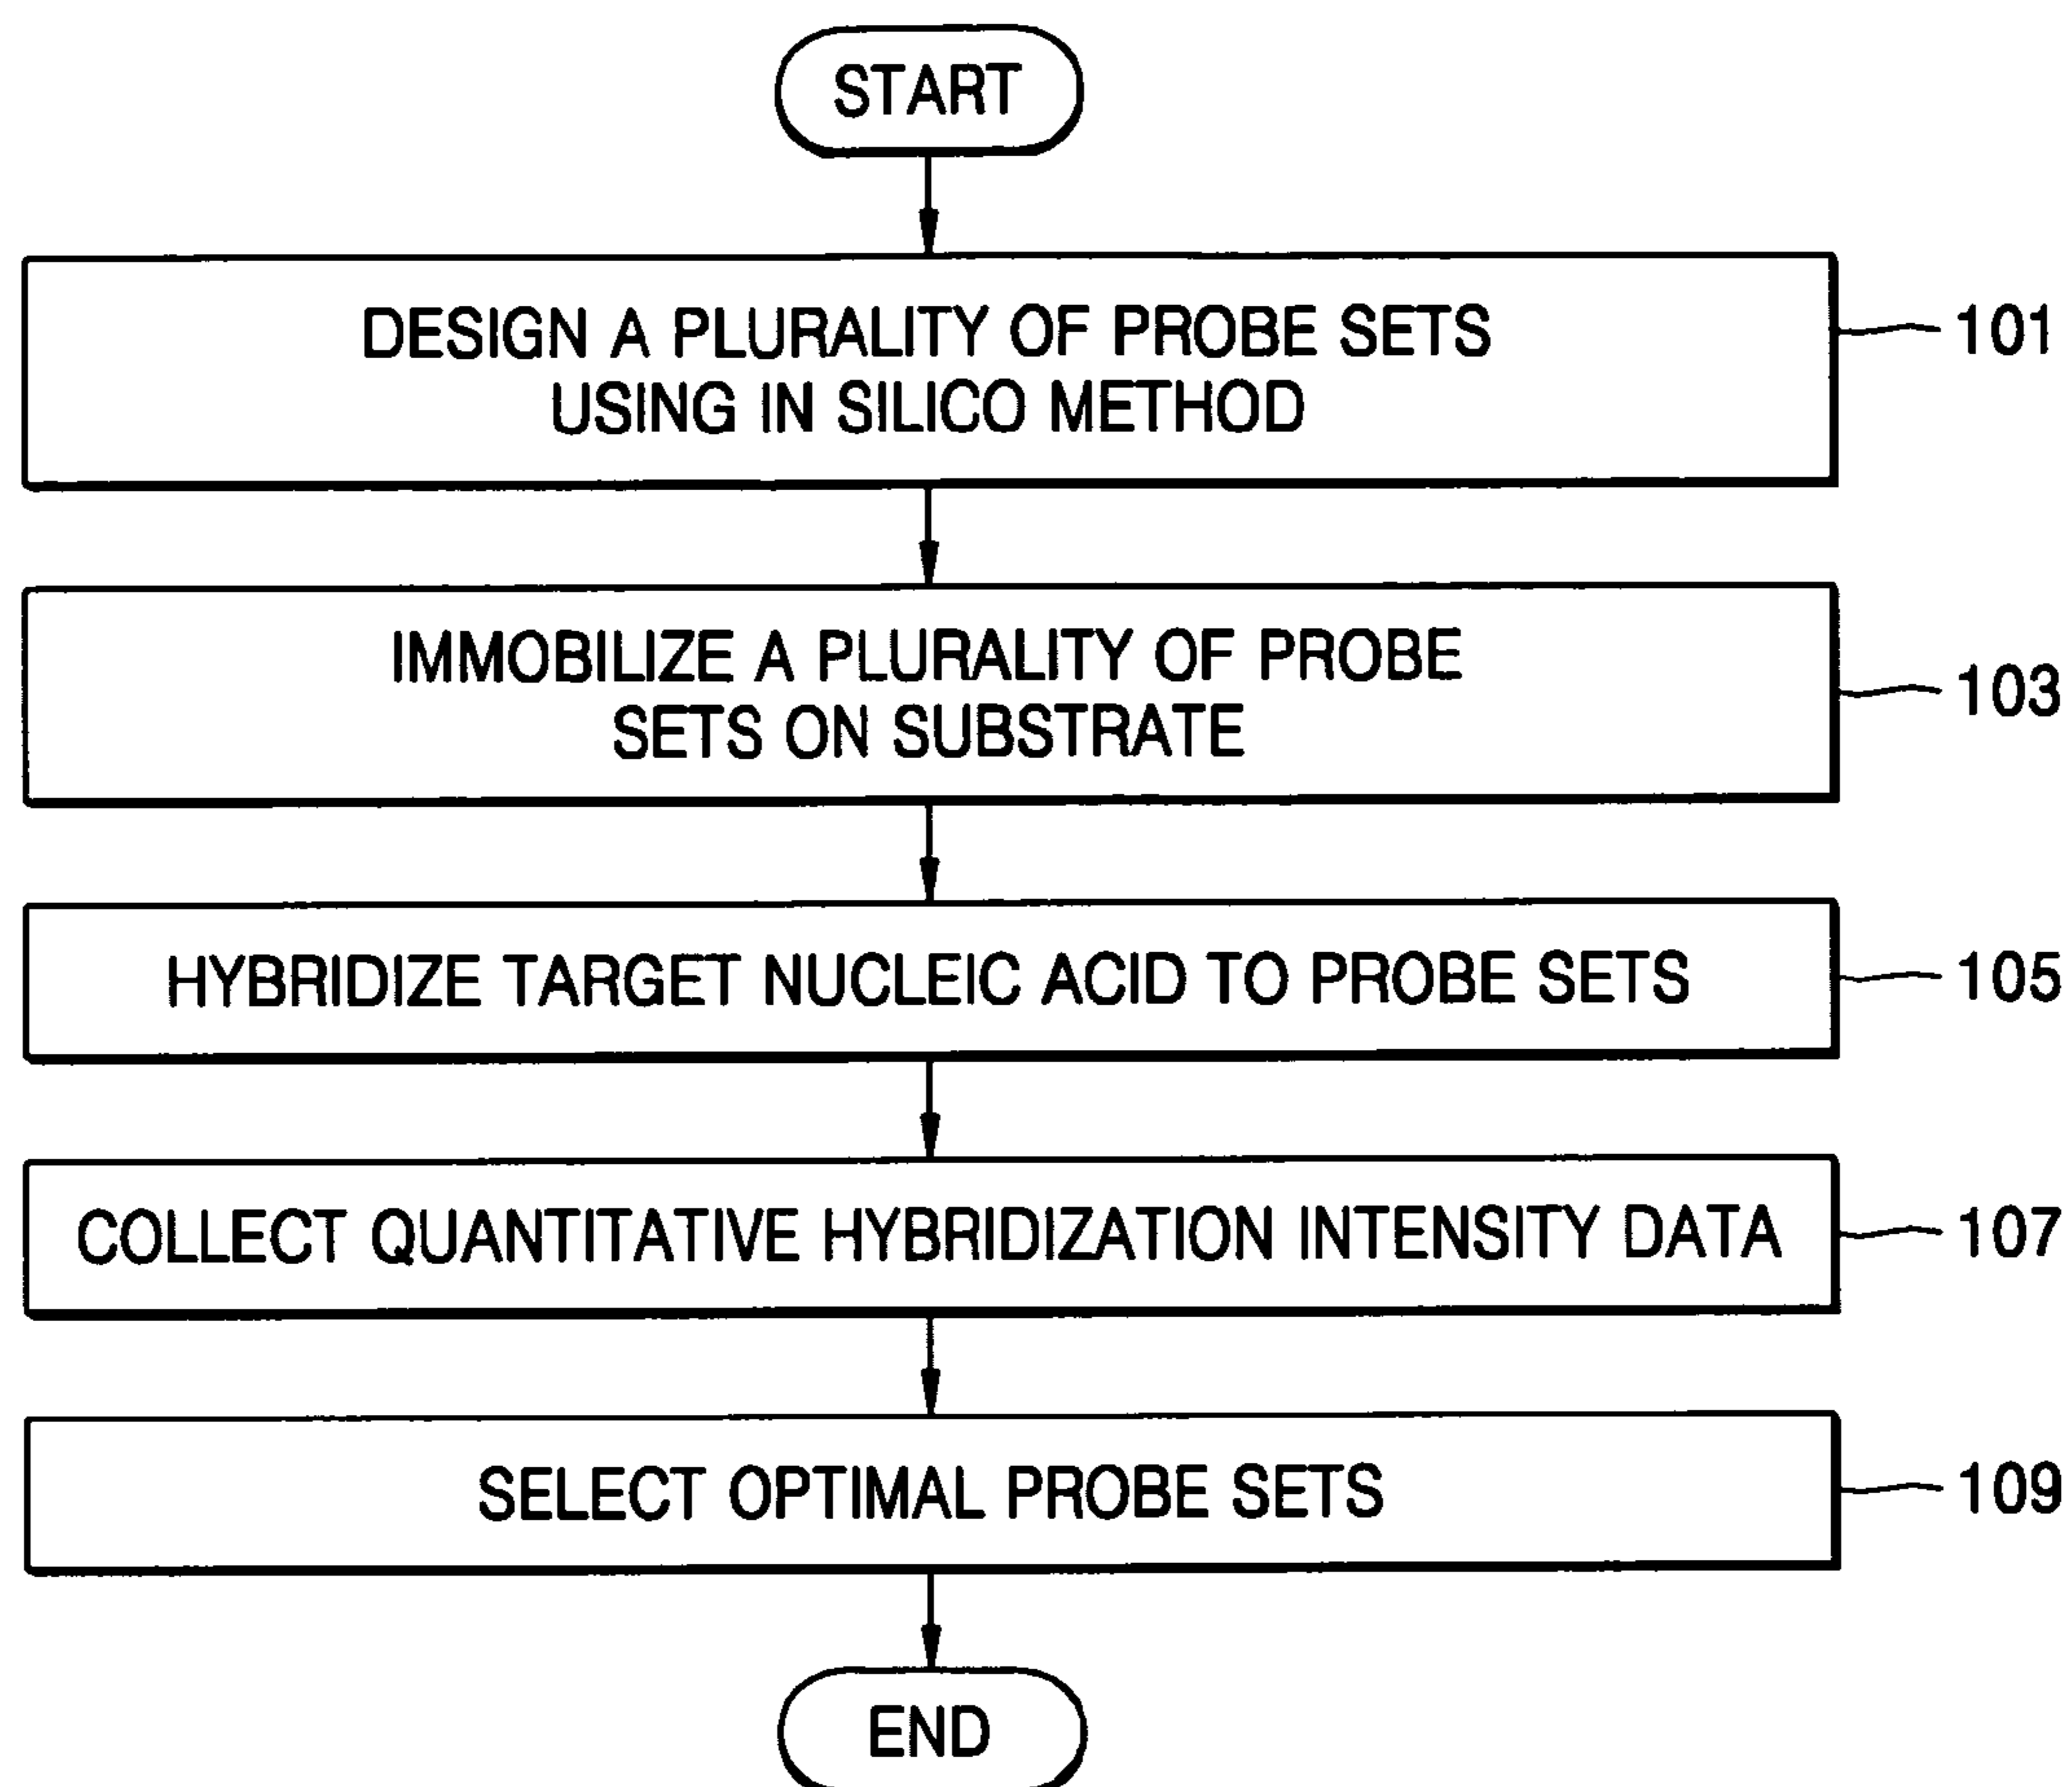 START
DESIGN A PLURALITY OF PROBE SETS
USING IN SILICO METHOD
101
IMMOBILIZE A PLURALITY OF PROBE
SETS ON SUBSTRATE
103
HYBRIDIZE TARGET NUCLEIC ACID TO PROBE SETS
105
COLLECT QUANTITATIVE HYBRIDIZATION INTENSITY DATA
107
SELECT OPTIMAL PROBE SETS
109
END